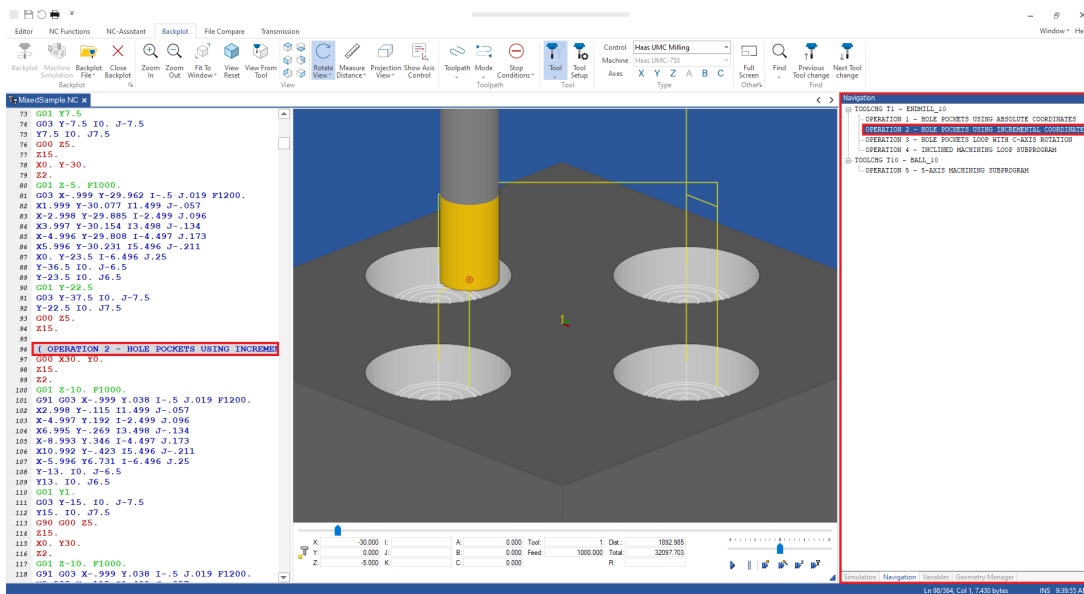 Editor NC Functions NC-Assistant Backplot File Compare Transmission Window
Backplot Machine Simulation Backplot File Close Backplot Zoom In Zoom Out Fit To Window View Reset View From Tool Rotate View Measure Distance Projection View Show Axis Control Toolpath Mode Stop Conditions Tool Tool Setup Control Haas UMC Milling Full Screen Find Previous Tool change Next Tool change
Machine Haas UMC-750
Axes X Y Z A B C
Backplot View Toolpath Tool Type Other Find
MixedSample.NC
73 G01 Y7.5
74 G03 Y-7.5 I0. J-7.5
75 Y7.5 I0. J7.5
76 G00 Z5.
77 Z15.
78 X0. Y-30.
79 Z2.
80 G01 Z-5. F1000.
81 G03 X-.999 Y-29.962 I-.5 J.019 F1200.
82 X1.999 Y-30.077 I1.499 J-.057
83 X-2.998 Y-29.885 I-2.499 J.096
84 X3.997 Y-30.154 I3.498 J-.134
85 X-4.996 Y-29.808 I-4.497 J.173
86 X5.996 Y-30.231 I5.496 J-.211
87 X0. Y-23.5 I-6.496 J.25
88 Y-36.5 I0. J-6.5
89 Y-23.5 I0. J6.5
90 G01 Y-22.5
91 G03 Y-37.5 I0. J-7.5
92 Y-22.5 I0. J7.5
93 G00 Z5.
94 Z15.
95
96 ( OPERATION 2 - HOLE POCKETS USING INCREMEN
97 G00 X30. Y0.
98 Z15.
99 Z2.
100 G01 Z-10. F1000.
101 G91 G03 X-.999 Y.038 I-.5 J.019 F1200.
102 X2.998 Y-.115 I1.499 J-.057
103 X-4.997 Y.192 I-2.499 J.096
104 X6.995 Y-.269 I3.498 J-.134
105 X-8.993 Y.346 I-4.497 J.173
106 X10.992 Y-.423 I5.496 J-.211
107 X-5.996 Y6.731 I-6.496 J.25
108 Y-13. I0. J-6.5
109 Y13. I0. J6.5
110 G01 Y1.
111 G03 Y-15. I0. J-7.5
112 Y15. I0. J7.5
113 G90 G00 Z5.
114 Z15.
115 X0. Y30.
116 Z2.
117 G01 Z-10. F1000.
118 G91 G03 X-.999 Y.038 I-.5 J.019 F1200.
X: -30.000 I: A: 0.000 Tool: 1 Dist.: 1892.985
Y: 0.000 J: B: 0.000 Feed: 1000.000 Total: 32097.703
Z: -5.000 K: C: 0.000 R:
Navigation
TOOLCHG T1 - ENDMILL_10
OPERATION 1 - HOLE POCKETS USING ABSOLUTE COORDINATES
OPERATION 2 - HOLE POCKETS USING INCREMENTAL COORDINATE
OPERATION 3 - HOLE POCKETS LOOP WITH C-AXIS ROTATION
OPERATION 4 - INCLINED MACHINING LOOP SUBPROGRAM
TOOLCHG T10 - BALL_10
OPERATION 5 - 5-AXIS MACHINING SUBPROGRAM
Simulation Navigation Variables Geometry Manager
Ln 98/364, Col 1, 7.430 bytes INS 9:39:55